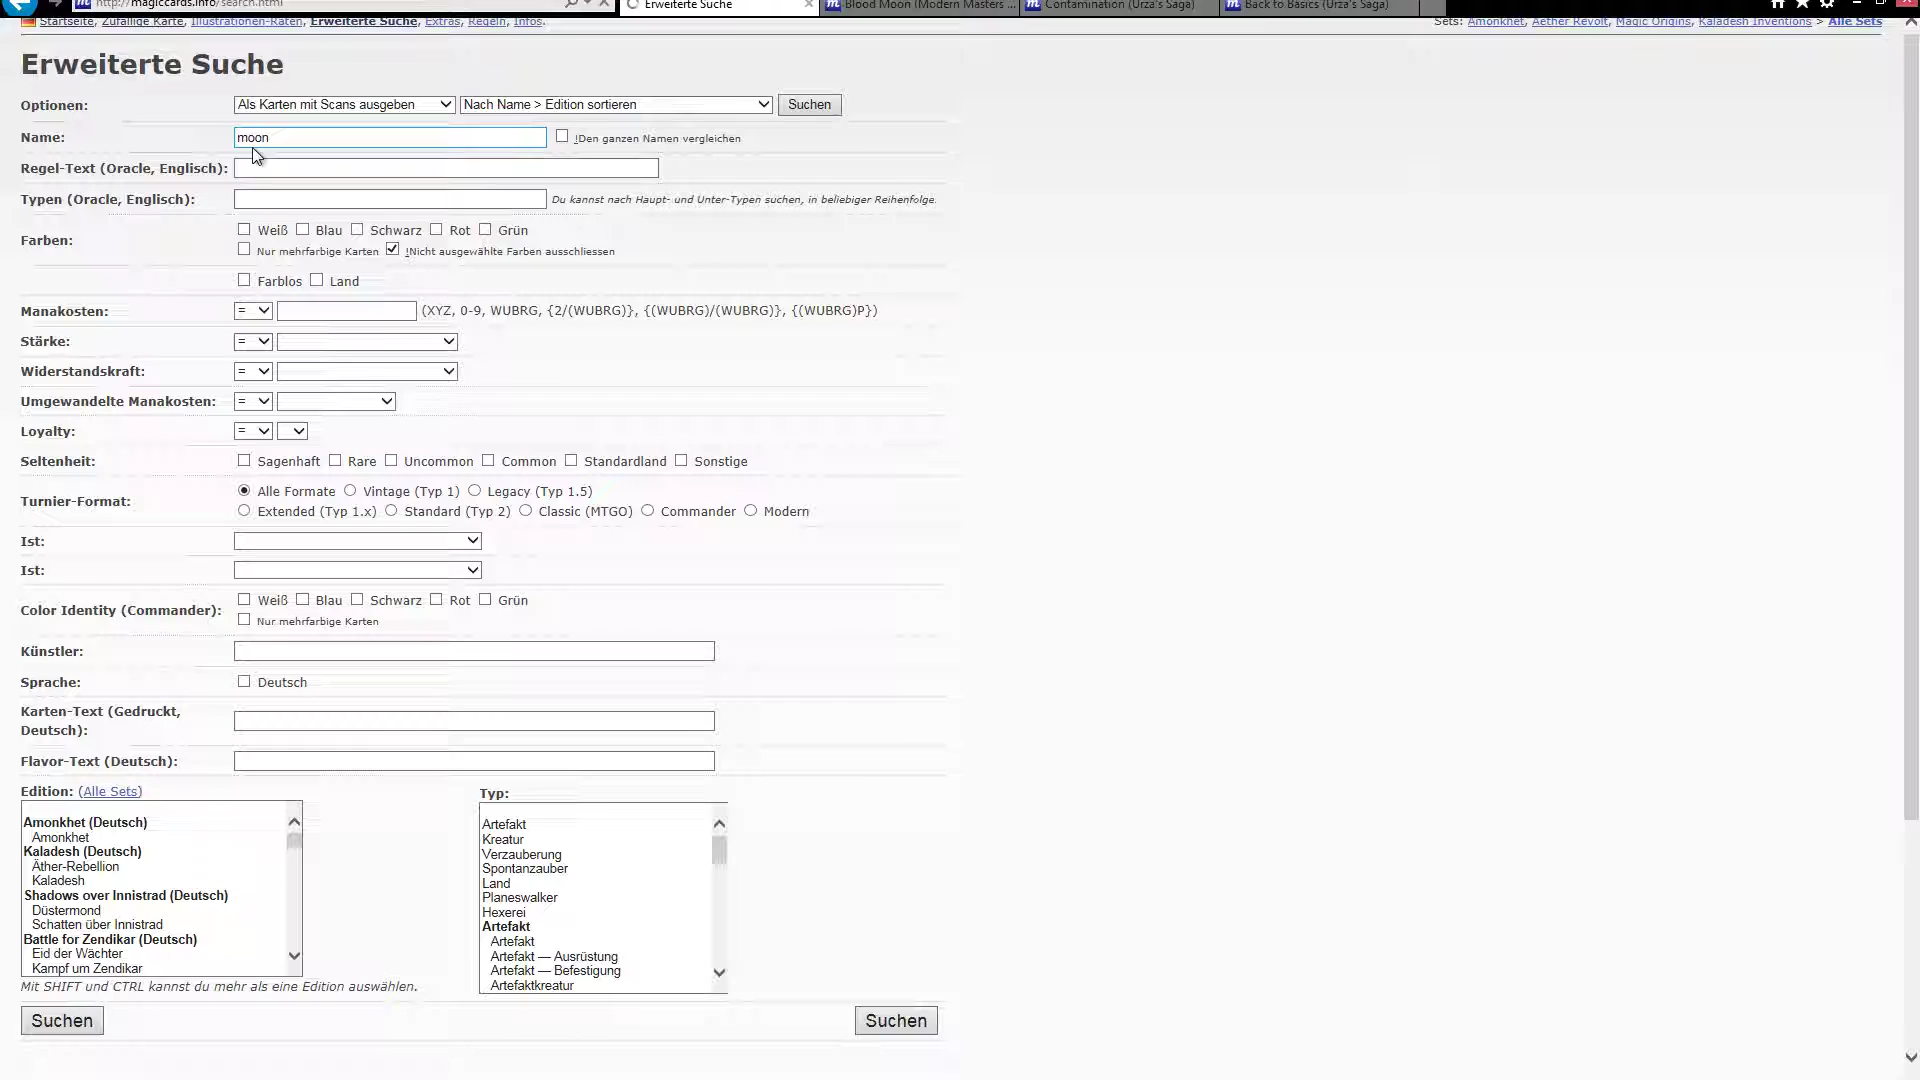 http://magiccards.info/search.html
Erweiterte Suche
Blood Moon (Modern Masters ...
Contamination (Urza's Saga)
Back to Basics (Urza's Saga)
Startseite, Zufällige Karte, Illustrationen-Raten, Erweiterte Suche, Extras, Regeln, Infos.
Sets: Amonkhet, Aether Revolt, Magic Origins, Kaladesh Inventions > Alle Sets
Erweiterte Suche
Optionen: Als Karten mit Scans ausgeben Nach Name > Edition sortieren Suchen
Name: moon !Den ganzen Namen vergleichen
Regel-Text (Oracle, Englisch):
Typen (Oracle, Englisch): Du kannst nach Haupt- und Unter-Typen suchen, in beliebiger Reihenfolge.
Farben: Weiß Blau Schwarz Rot Grün
Nur mehrfarbige Karten !Nicht ausgewählte Farben ausschliessen
Farblos Land
Manakosten: = (XYZ, 0-9, WUBRG, {2/(WUBRG)}, {(WUBRG)/(WUBRG)}, {(WUBRG)P})
Stärke: =
Widerstandskraft: =
Umgewandelte Manakosten: =
Loyalty: =
Seltenheit: Sagenhaft Rare Uncommon Common Standardland Sonstige
Turnier-Format: Alle Formate Vintage (Typ 1) Legacy (Typ 1.5)
Extended (Typ 1.x) Standard (Typ 2) Classic (MTGO) Commander Modern
Ist:
Ist:
Color Identity (Commander): Weiß Blau Schwarz Rot Grün
Nur mehrfarbige Karten
Künstler:
Sprache: Deutsch
Karten-Text (Gedruckt,
Deutsch):
Flavor-Text (Deutsch):
Edition: (Alle Sets)
Amonkhet (Deutsch)
Amonkhet
Kaladesh (Deutsch)
Äther-Rebellion
Kaladesh
Shadows over Innistrad (Deutsch)
Düstermond
Schatten über Innistrad
Battle for Zendikar (Deutsch)
Eid der Wächter
Kampf um Zendikar
Mit SHIFT und CTRL kannst du mehr als eine Edition auswählen.
Typ:
Artefakt
Kreatur
Verzauberung
Spontanzauber
Land
Planeswalker
Hexerei
Artefakt
Artefakt
Artefakt — Ausrüstung
Artefakt — Befestigung
Artefaktkreatur
Suchen
Suchen